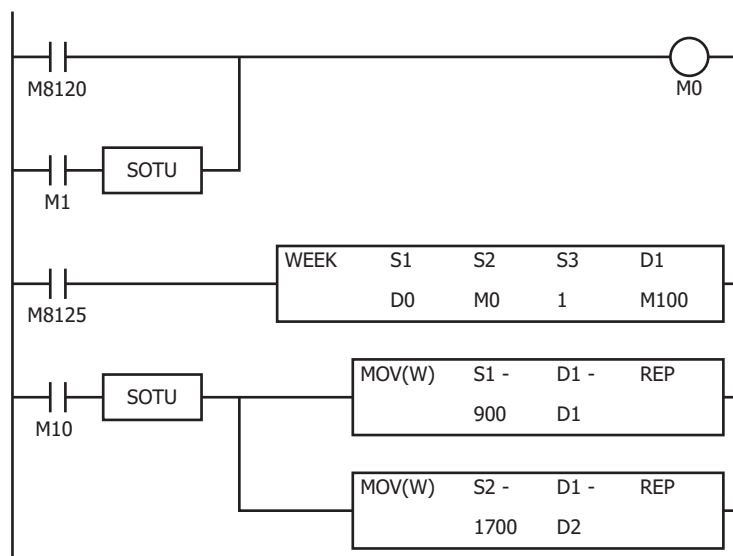 M8120
M0
SOTU
M1
WEEK S1 S2 S3 D1
D0 M0 1 M100
M8125
MOV(W) S1 - D1 - REP
900 D1
SOTU
M10
MOV(W) S2 - D1 - REP
1700 D2